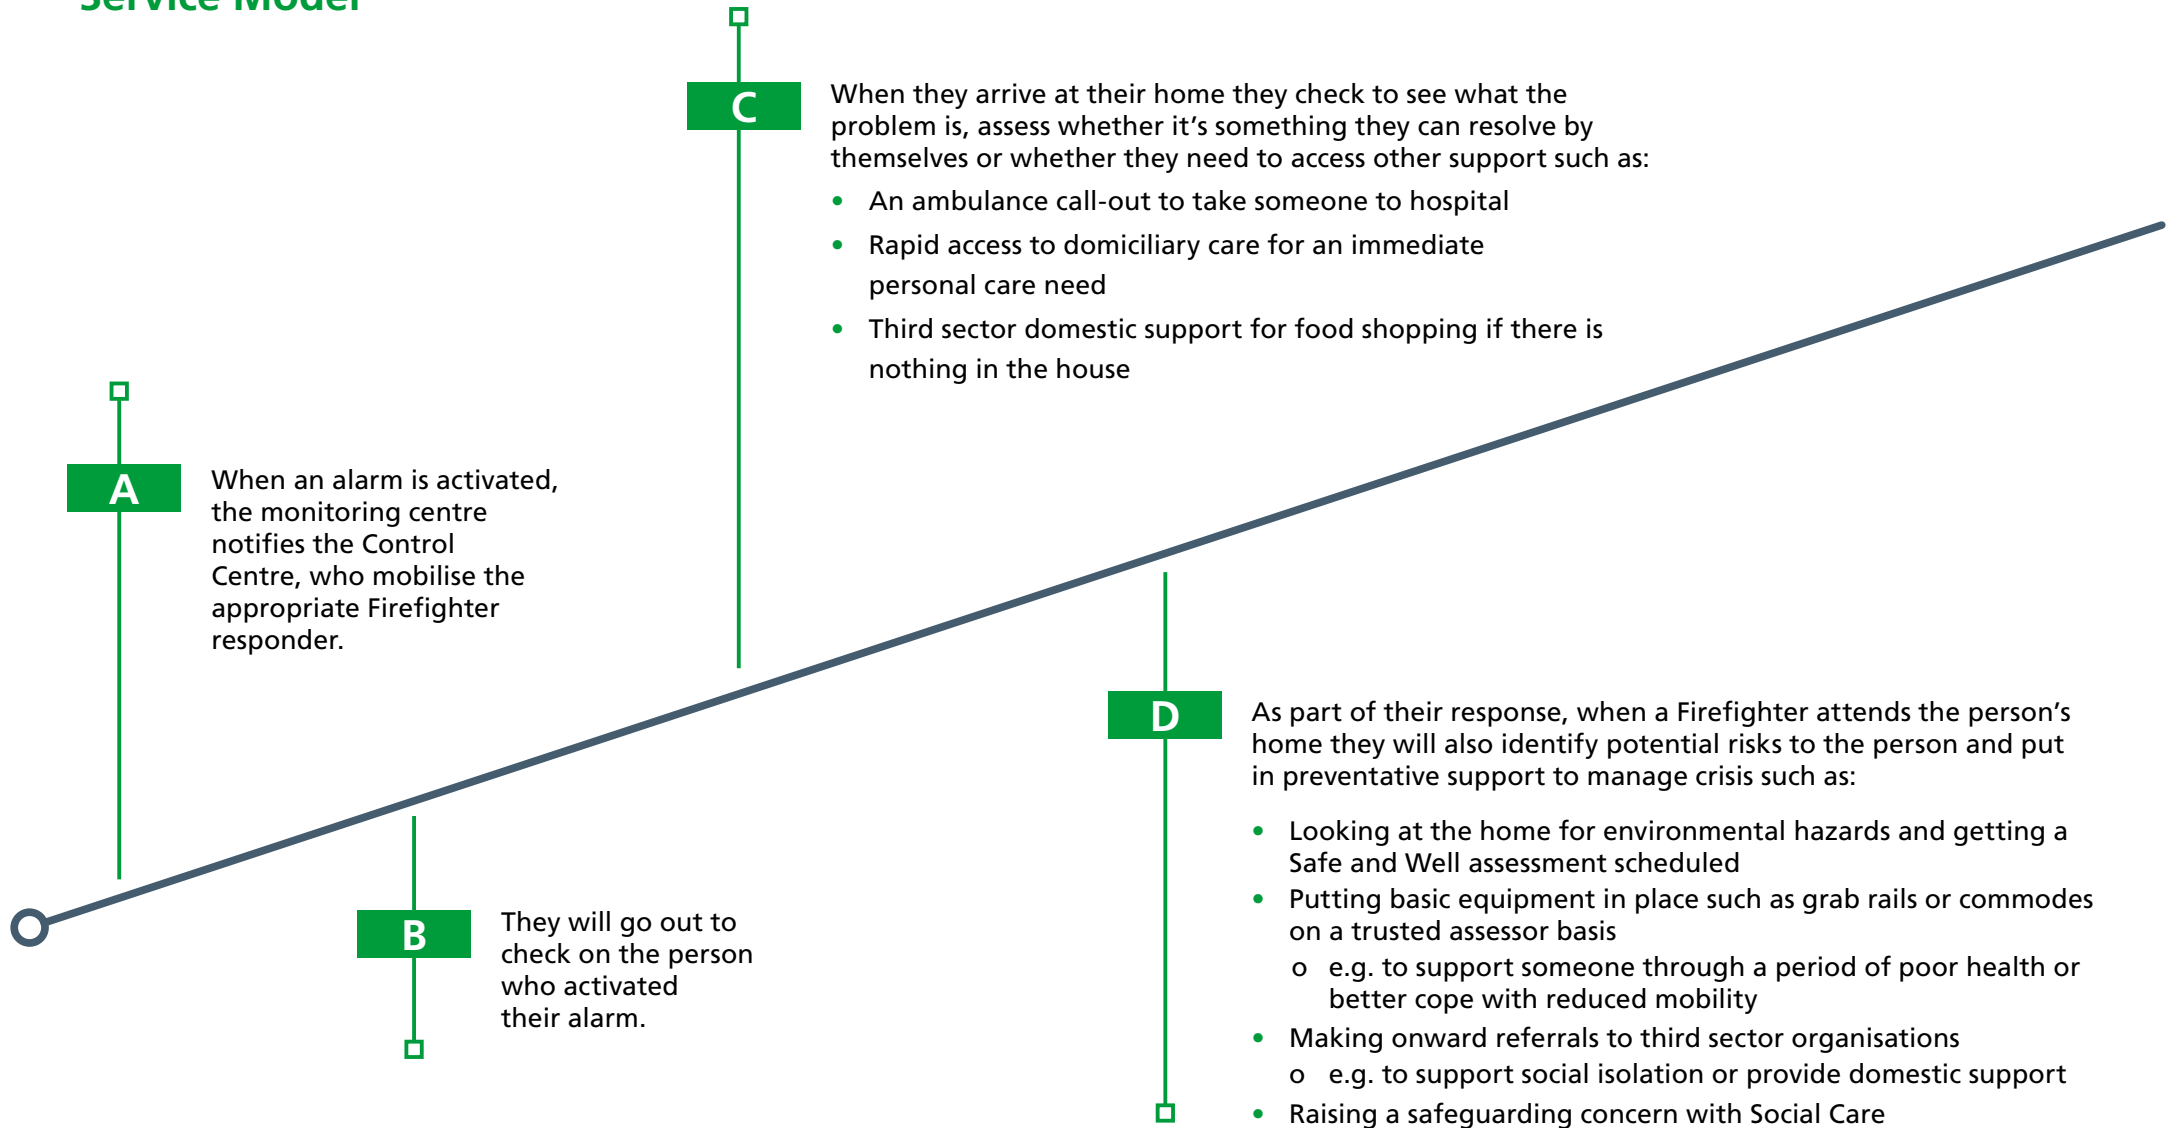 Service Model
A
When an alarm is activated,
the monitoring centre
notifies the Control
Centre, who mobilise the
appropriate Firefighter
responder.
B
They will go out to
check on the person
who activated
their alarm.
C
When they arrive at their home they check to see what the
problem is, assess whether it’s something they can resolve by
themselves or whether they need to access other support such as:
• An ambulance call-out to take someone to hospital
• Rapid access to domiciliary care for an immediate
personal care need
• Third sector domestic support for food shopping if there is
nothing in the house
D
As part of their response, when a Firefighter attends the person’s
home they will also identify potential risks to the person and put
in preventative support to manage crisis such as:
• Looking at the home for environmental hazards and getting a
Safe and Well assessment scheduled
• Putting basic equipment in place such as grab rails or commodes
on a trusted assessor basis
o e.g. to support someone through a period of poor health or
better cope with reduced mobility
• Making onward referrals to third sector organisations
o e.g. to support social isolation or provide domestic support
• Raising a safeguarding concern with Social Care